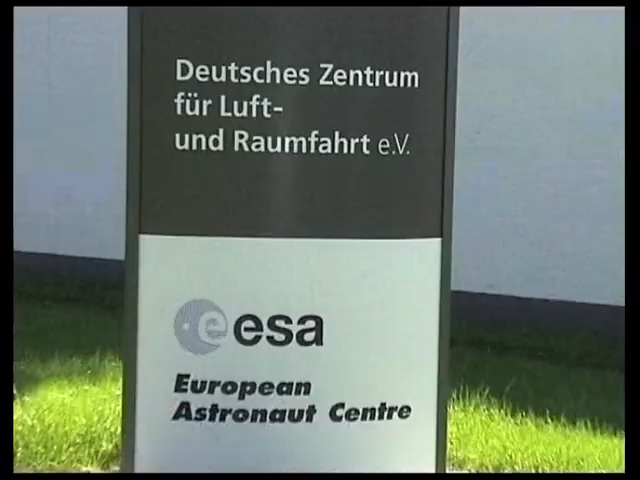 Deutsches Zentrum
für Luft-
und Raumfahrt e.V.
esa
European
Astronaut Centre